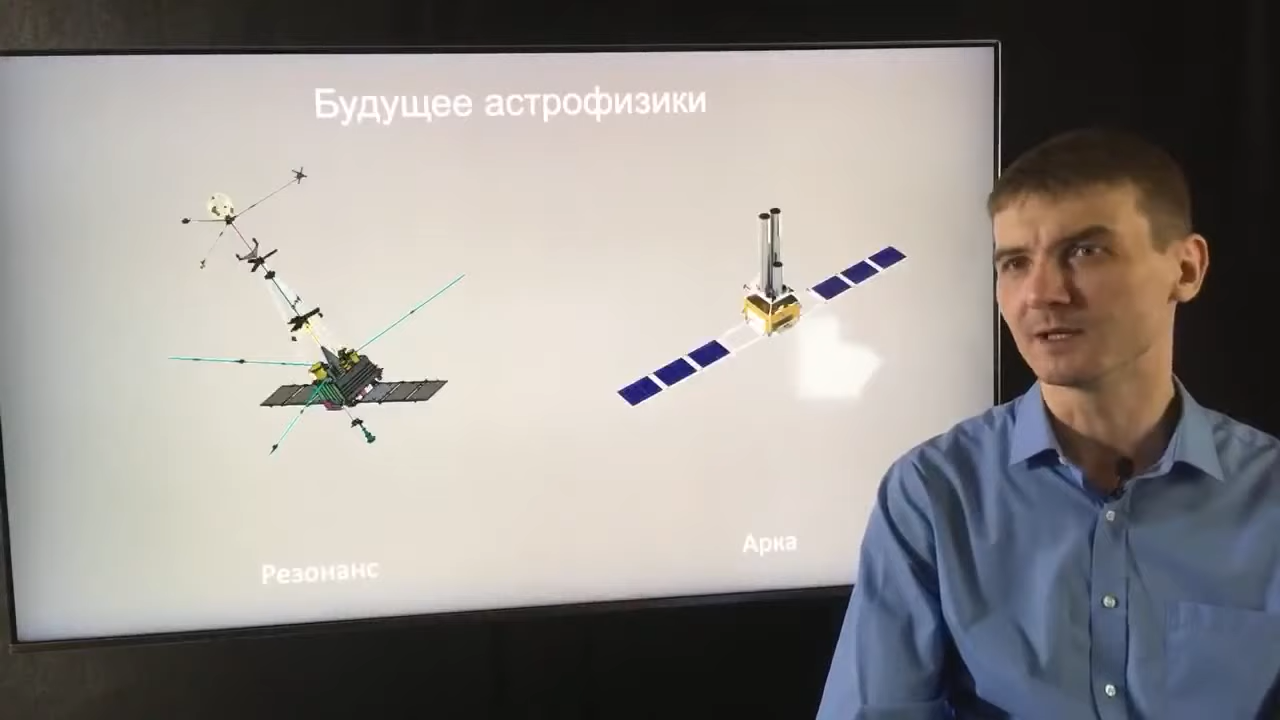 Будущее астрофизики
Резонанс
Арка